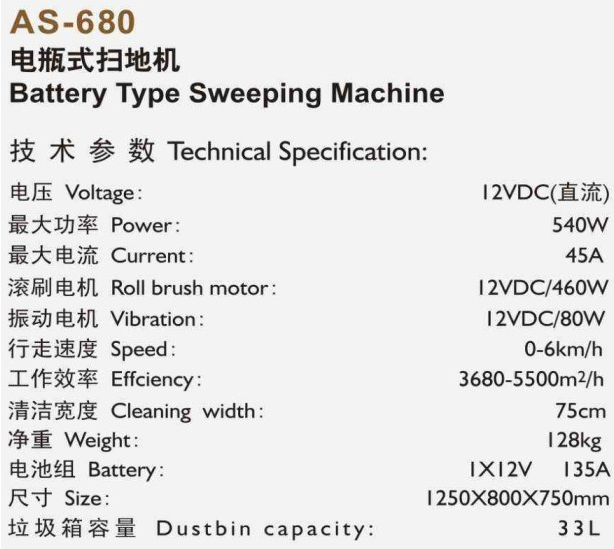 AS-680
电瓶式扫地机
Battery Type Sweeping Machine
技 术 参 数 Technical Specification:
电压 Voltage: 12VDC(直流)
最大功率 Power: 540W
最大电流 Current: 45A
滚刷电机 Roll brush motor: 12VDC/460W
振动电机 Vibration: 12VDC/80W
行走速度 Speed: 0-6km/h
工作效率 Effciency: 3680-5500m2/h
清洁宽度 Cleaning width: 75cm
净重 Weight: 128kg
电池组 Battery: 1X12V 135A
尺寸 Size: 1250X800X750mm
垃圾箱容量 Dustbin capacity: 33L